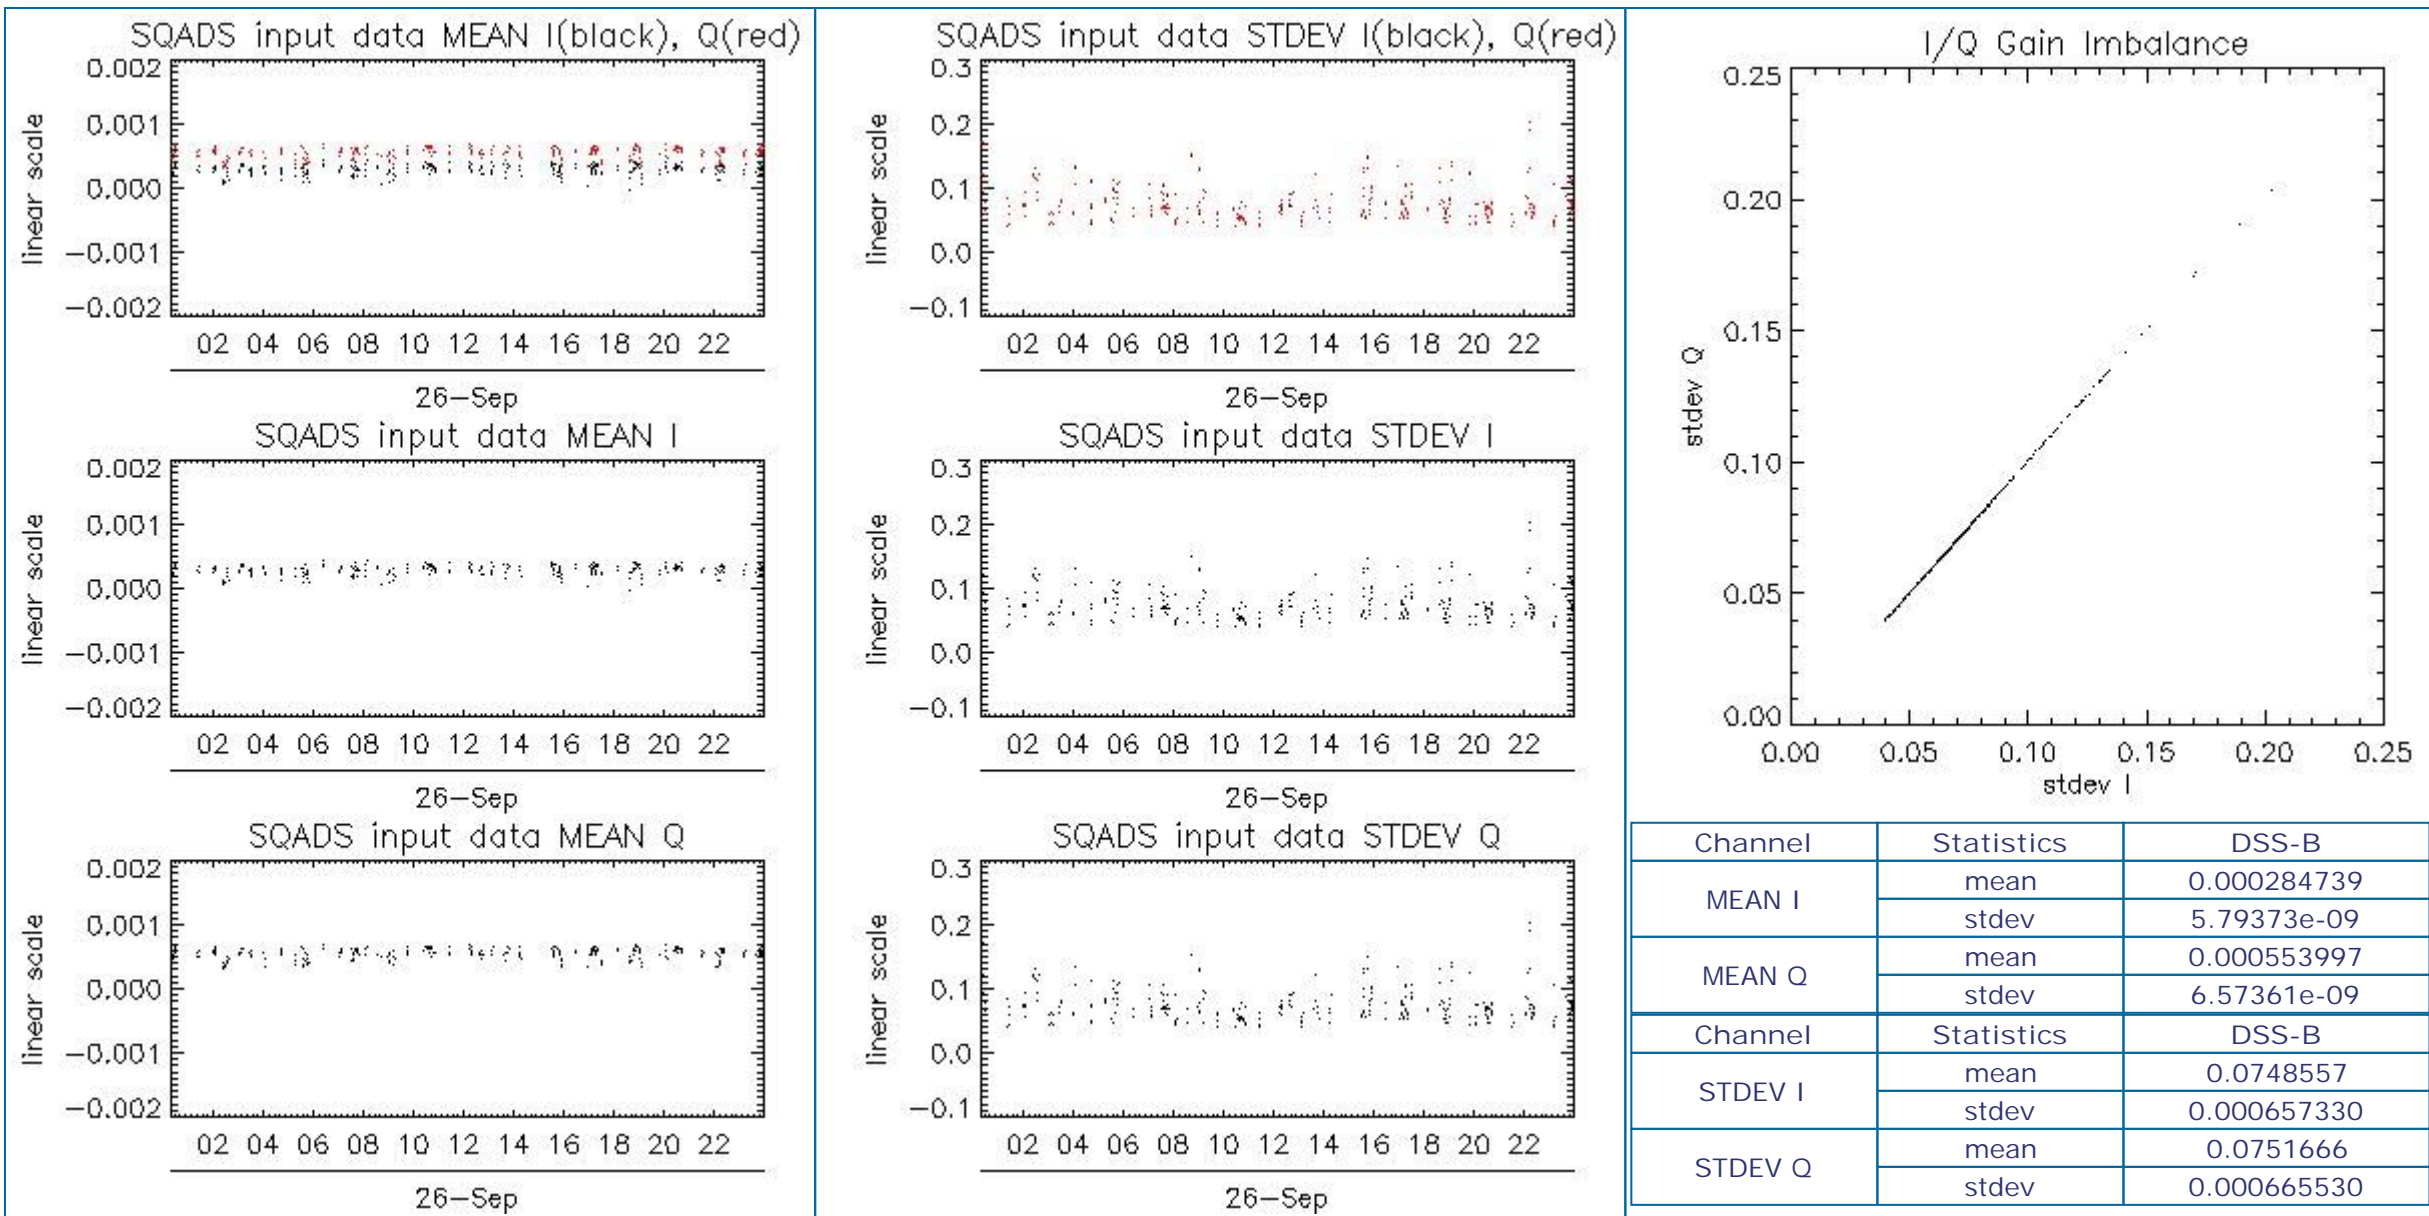 SQADS input data MEAN I(black), Q(red)
0.002
0.001
0.000
−0.001
−0.002
linear scale
02 04 06 08 10 12 14 16 18 20 22
26−Sep
SQADS input data MEAN I
0.002
0.001
0.000
−0.001
−0.002
linear scale
02 04 06 08 10 12 14 16 18 20 22
26−Sep
SQADS input data MEAN Q
0.002
0.001
0.000
−0.001
−0.002
linear scale
02 04 06 08 10 12 14 16 18 20 22
26−Sep
SQADS input data STDEV I(black), Q(red)
0.3
0.2
0.1
0.0
−0.1
linear scale
02 04 06 08 10 12 14 16 18 20 22
26−Sep
SQADS input data STDEV I
0.3
0.2
0.1
0.0
−0.1
linear scale
02 04 06 08 10 12 14 16 18 20 22
26−Sep
SQADS input data STDEV Q
0.3
0.2
0.1
0.0
−0.1
linear scale
02 04 06 08 10 12 14 16 18 20 22
26−Sep
I/Q Gain Imbalance
0.25
0.20
0.15
0.10
0.05
0.00
stdev Q
0.00 0.05 0.10 0.15 0.20 0.25
stdev I
Channel Statistics DSS-B
MEAN I mean 0.000284739
stdev 5.79373e-09
MEAN Q mean 0.000553997
stdev 6.57361e-09
Channel Statistics DSS-B
STDEV I mean 0.0748557
stdev 0.000657330
STDEV Q mean 0.0751666
stdev 0.000665530